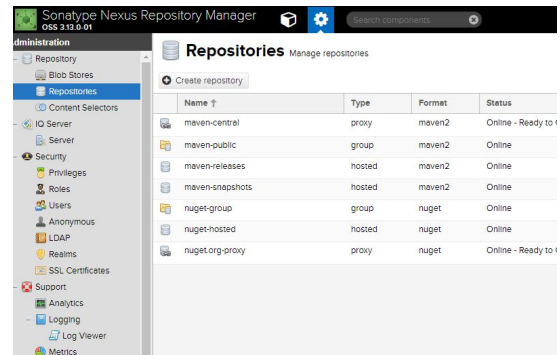 Sonatype Nexus Repository Manager
OSS 3.13.0-01
Search components
dministration
Repository
Blob Stores
Repositories
Content Selectors
IQ Server
Server
Security
Privileges
Roles
Users
Anonymous
LDAP
Realms
SSL Certificates
Support
Analytics
Logging
Log Viewer
Metrics
Repositories Manage repositories
Create repository
Name ↑ Type Format Status
maven-central proxy maven2 Online - Ready to C
maven-public group maven2 Online
maven-releases hosted maven2 Online
maven-snapshots hosted maven2 Online
nuget-group group nuget Online
nuget-hosted hosted nuget Online
nuget.org-proxy proxy nuget Online - Ready to C